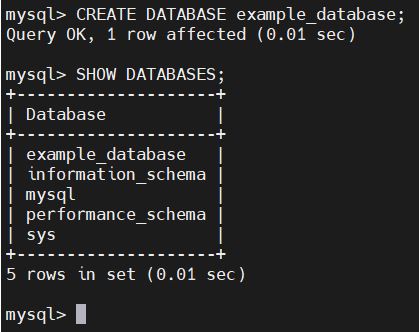 mysql> CREATE DATABASE example_database;
Query OK, 1 row affected (0.01 sec)
mysql> SHOW DATABASES;
+--------------------+
| Database           |
+--------------------+
| example_database   |
| information_schema |
| mysql              |
| performance_schema |
| sys                |
+--------------------+
5 rows in set (0.01 sec)
mysql>